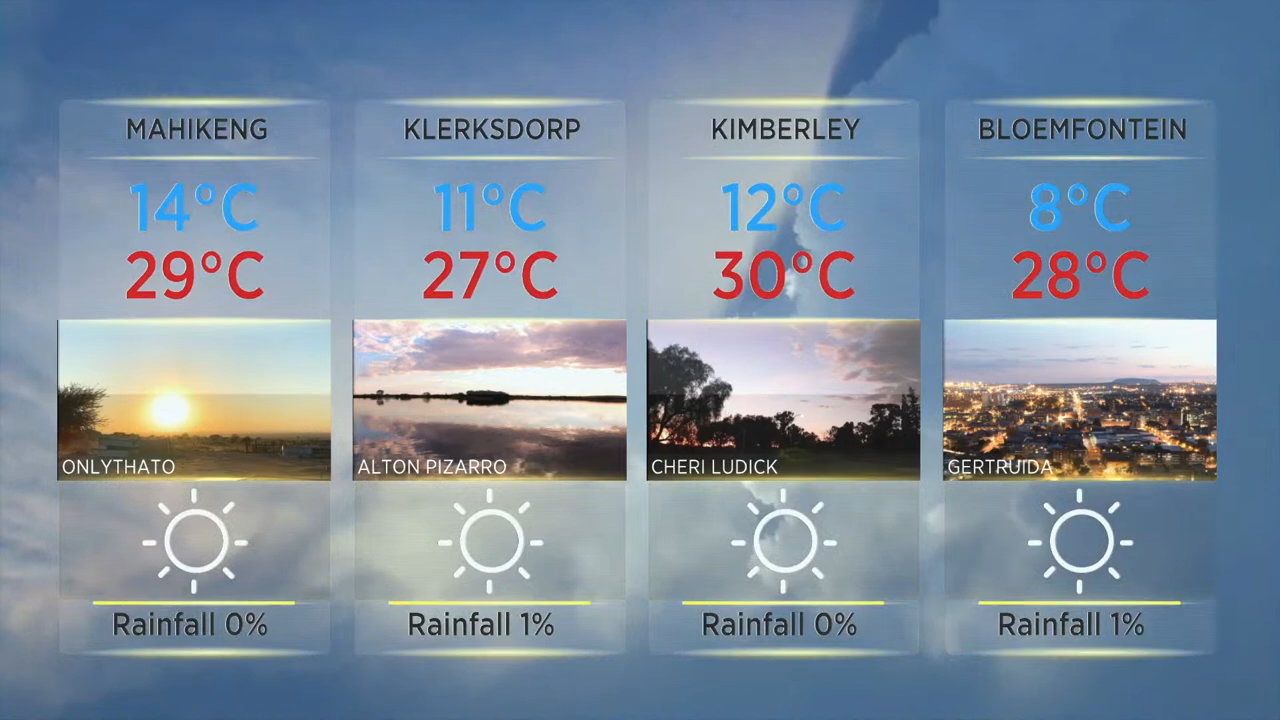 MAHIKENG
14°C
29°C
ONLYTHATO
Rainfall 0%
KLERKSDORP
11°C
27°C
ALTON PIZARRO
Rainfall 1%
KIMBERLEY
12°C
30°C
CHERI LUDICK
Rainfall 0%
BLOEMFONTEIN
8°C
28°C
GERTRUIDA
Rainfall 1%